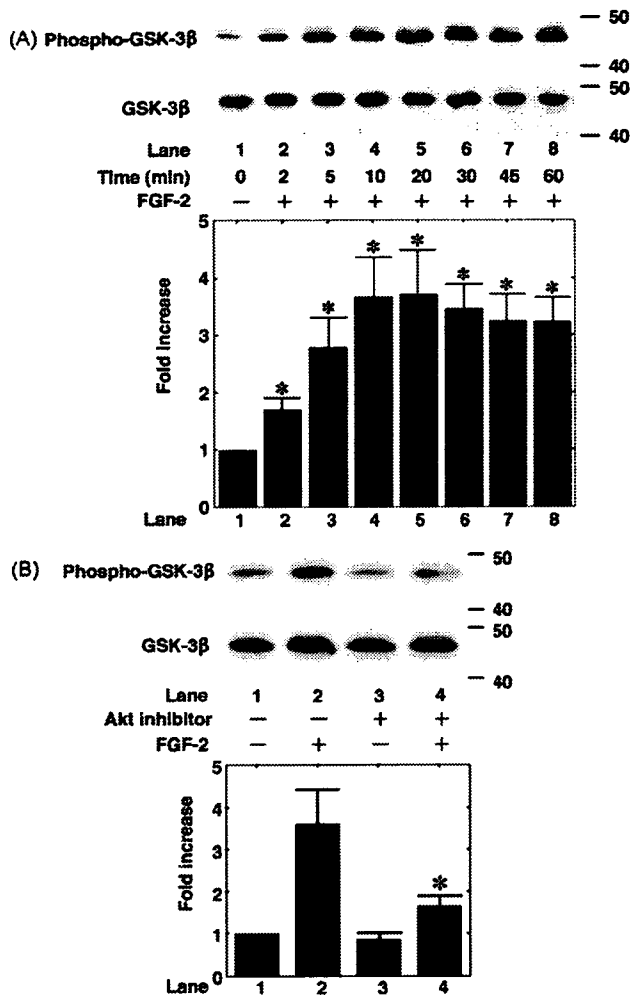 (A) Phospho-GSK-3β
50
40
GSK-3β
50
40
Lane 1 2 3 4 5 6 7 8
Time (min) 0 2 5 10 20 30 45 60
FGF-2 — + + + + + + +
Fold increase
5
4
3
2
1
0
* * * * * * *
Lane 1 2 3 4 5 6 7 8
(B) Phospho-GSK-3β
50
40
GSK-3β
50
40
Lane 1 2 3 4
Akt inhibitor — — + +
FGF-2 — + — +
Fold increase
5
4
3
2
1
0
*
Lane 1 2 3 4